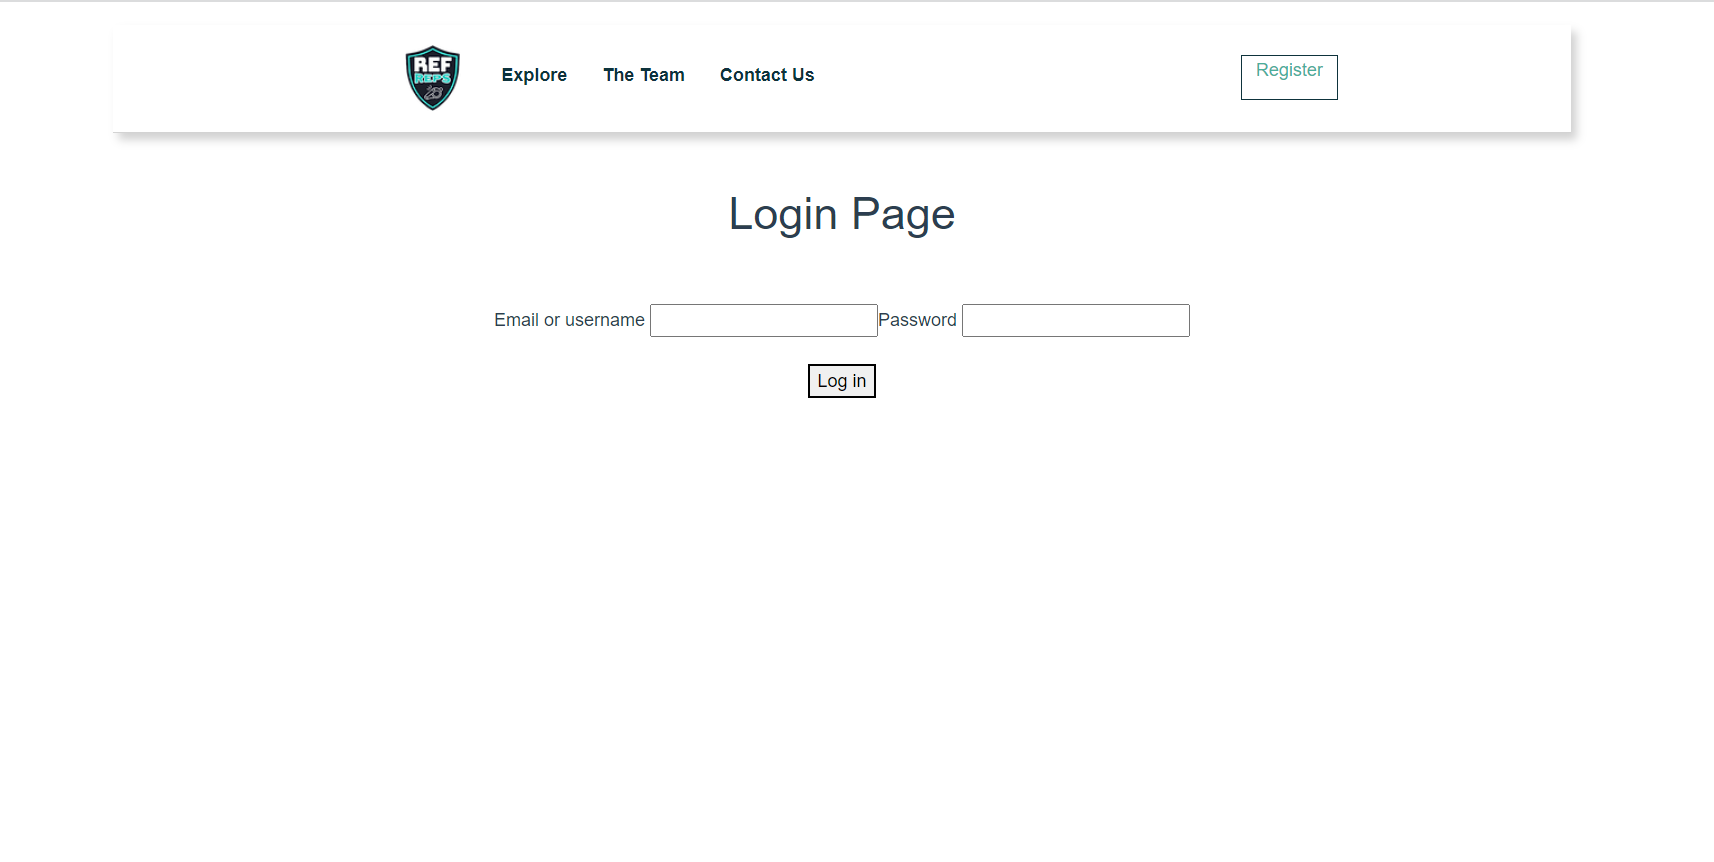 REF
REPS
Explore
The Team
Contact Us
Register
Login Page
Email or username
Password
Log in